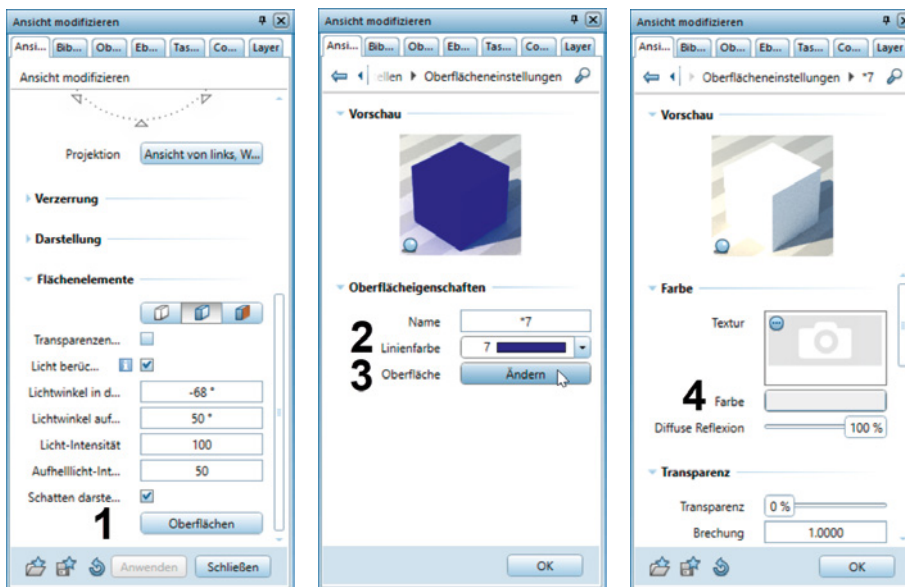 Ansicht modifizieren
Ansi... Bib... Ob... Eb... Tas... Co... Layer
Ansicht modifizieren
Projektion Ansicht von links, W...
Verzerrung
Darstellung
Flächenelemente
Transparenzen...
Licht berüc... i
Lichtwinkel in d... -68 °
Lichtwinkel auf... 50 °
Licht-Intensität 100
Aufhelllicht-Int... 50
Schatten darste...
1 Oberflächen
Anwenden Schließen
Ansicht modifizieren
Ansi... Bib... Ob... Eb... Tas... Co... Layer
ellen Oberflächeneinstellungen
Vorschau
Oberflächeigenschaften
Name *7
2 Linienfarbe 7
3 Oberfläche Ändern
OK
Ansicht modifizieren
Ansi... Bib... Ob... Eb... Tas... Co... Layer
Oberflächeneinstellungen *7
Vorschau
Farbe
Textur
4 Farbe
Diffuse Reflexion 100 %
Transparenz
Transparenz 0 %
Brechung 1.0000
OK